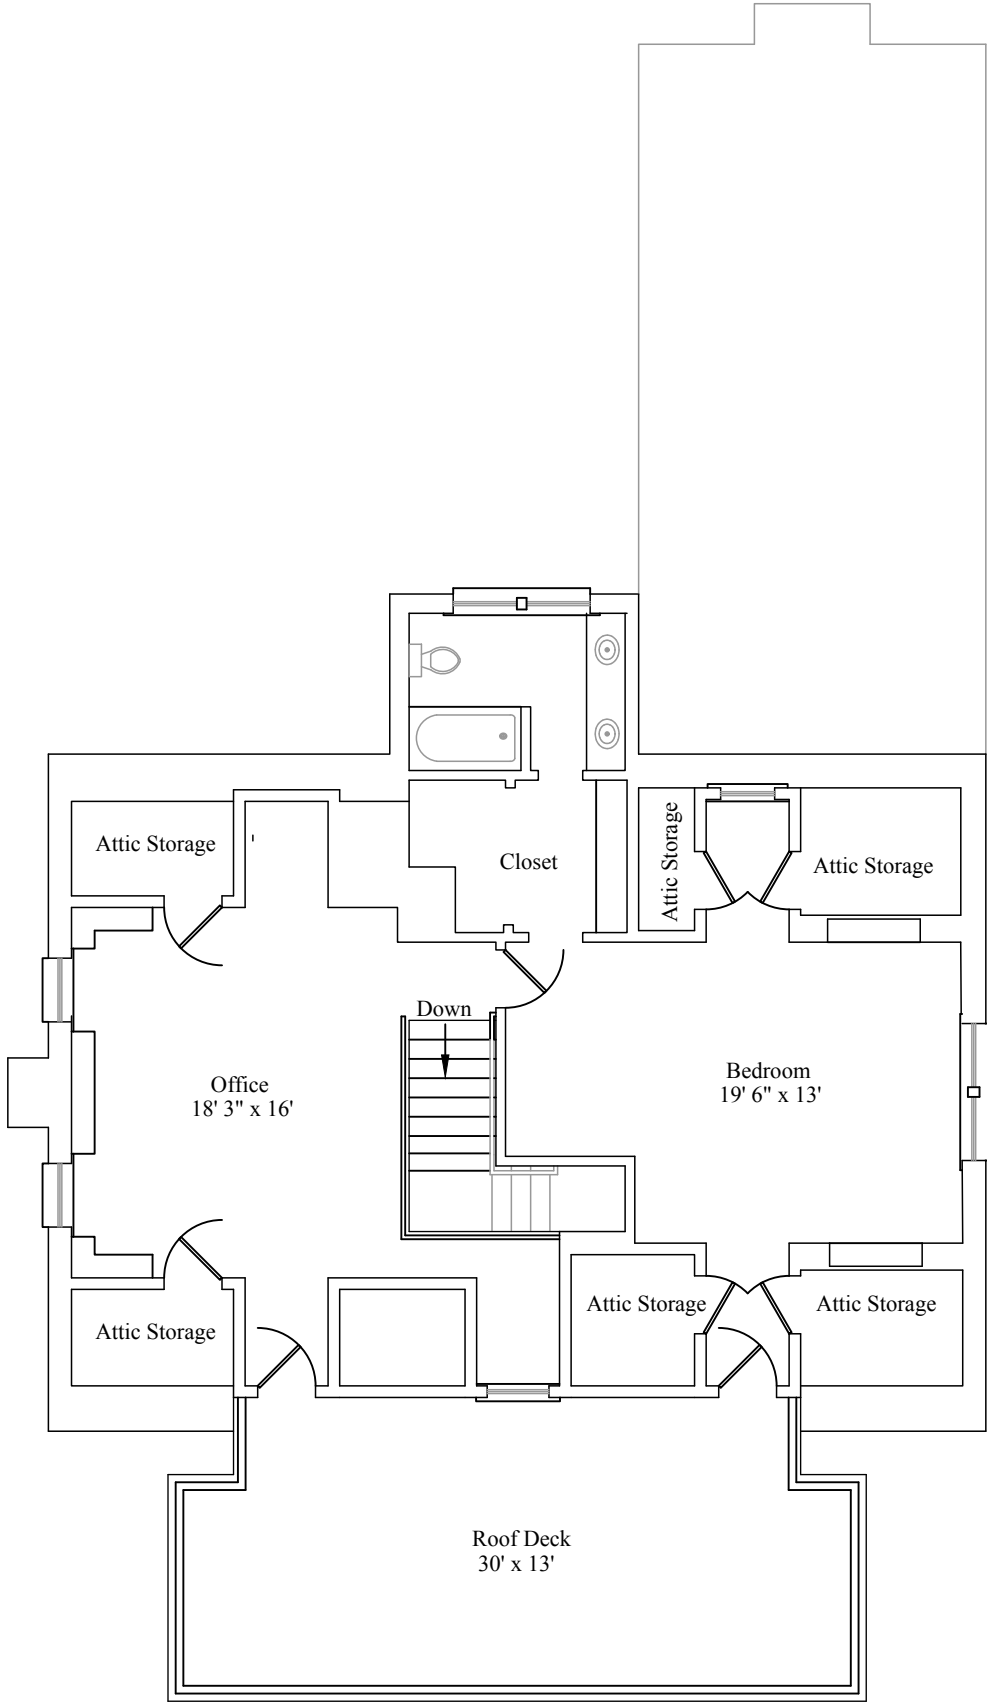 Attic Storage
Closet
Attic Storage
Attic Storage
Down
Office
18' 3" x 16'
Bedroom
19' 6" x 13'
Attic Storage
Attic Storage
Attic Storage
Roof Deck
30' x 13'